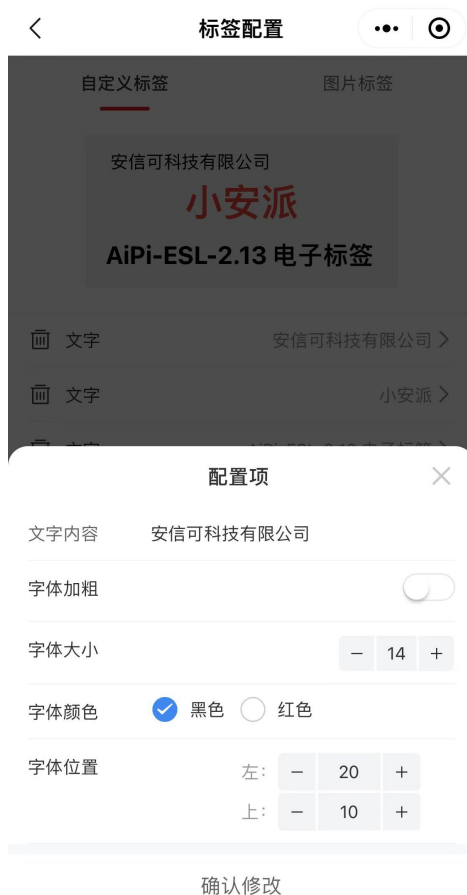 标签配置
自定义标签 图片标签
安信可科技有限公司
小安派
AiPi-ESL-2.13 电子标签
文字 安信可科技有限公司
文字 小安派
配置项
文字内容 安信可科技有限公司
字体加粗
字体大小 − 14 +
字体颜色 黑色 红色
字体位置 左: − 20 +
上: − 10 +
确认修改